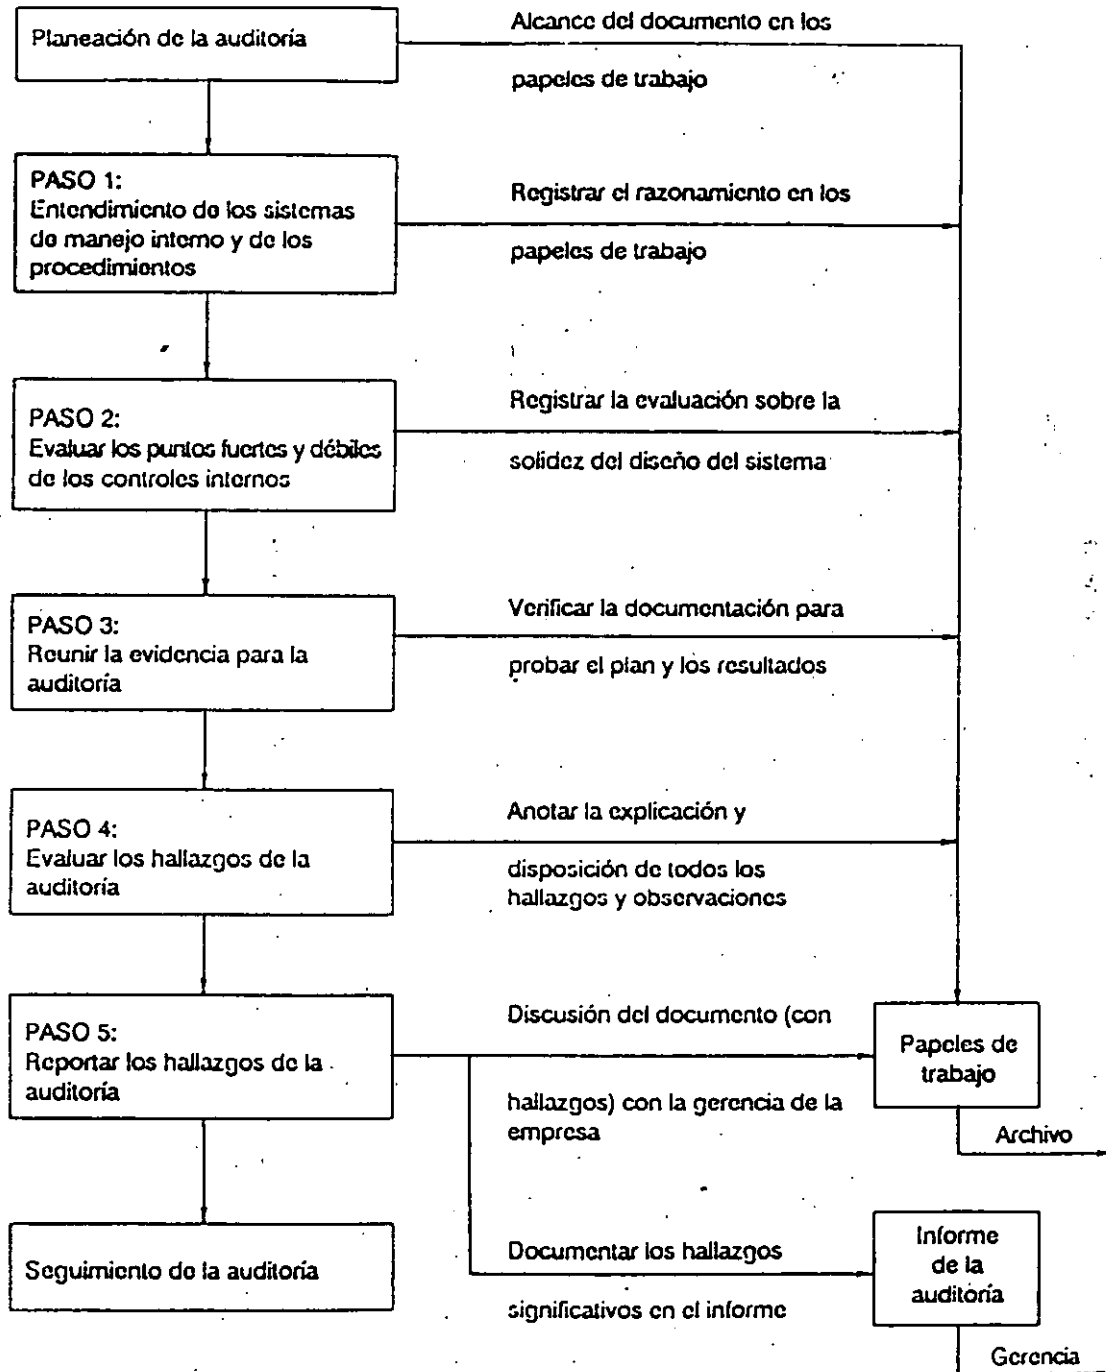 Planeación de la auditoría
Alcance del documento en los
papeles de trabajo
PASO 1:
Entendimiento de los sistemas
de manejo interno y de los
procedimientos
Registrar el razonamiento en los
papeles de trabajo
PASO 2:
Evaluar los puntos fuertes y débiles
de los controles internos
Registrar la evaluación sobre la
solidez del diseño del sistema
PASO 3:
Reunir la evidencia para la
auditoría
Verificar la documentación para
probar el plan y los resultados
PASO 4:
Evaluar los hallazgos de la
auditoría
Anotar la explicación y
disposición de todos los
hallazgos y observaciones
PASO 5:
Reportar los hallazgos de la
auditoría
Discusión del documento (con
hallazgos) con la gerencia de la
empresa
Papeles de
trabajo
Archivo
Seguimiento de la auditoría
Documentar los hallazgos
significativos en el informe
Informe
de la
auditoría
Gerencia